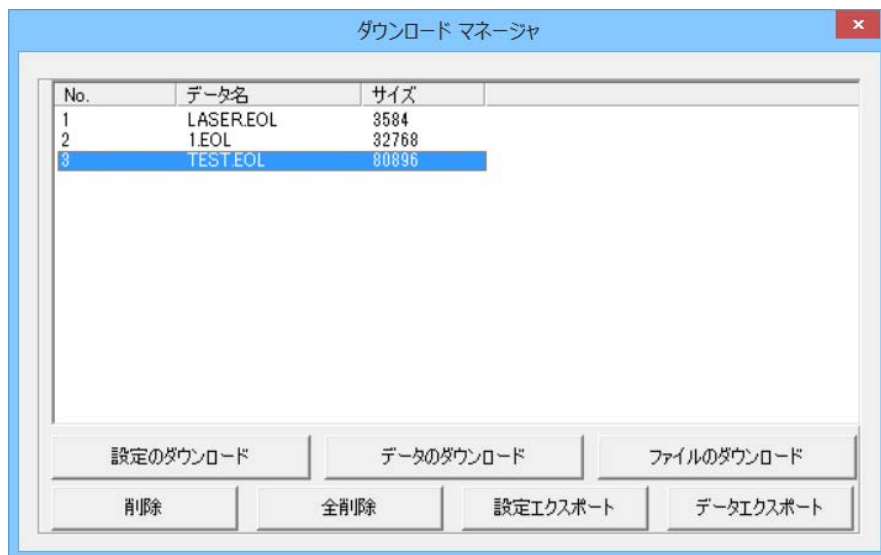 ダウンロード マネージャ
×
No. データ名 サイズ
1 LASER.EOL 3584
2 1.EOL 32768
3 TEST.EOL 80896
設定のダウンロード データのダウンロード ファイルのダウンロード
削除 全削除 設定エクスポート データエクスポート